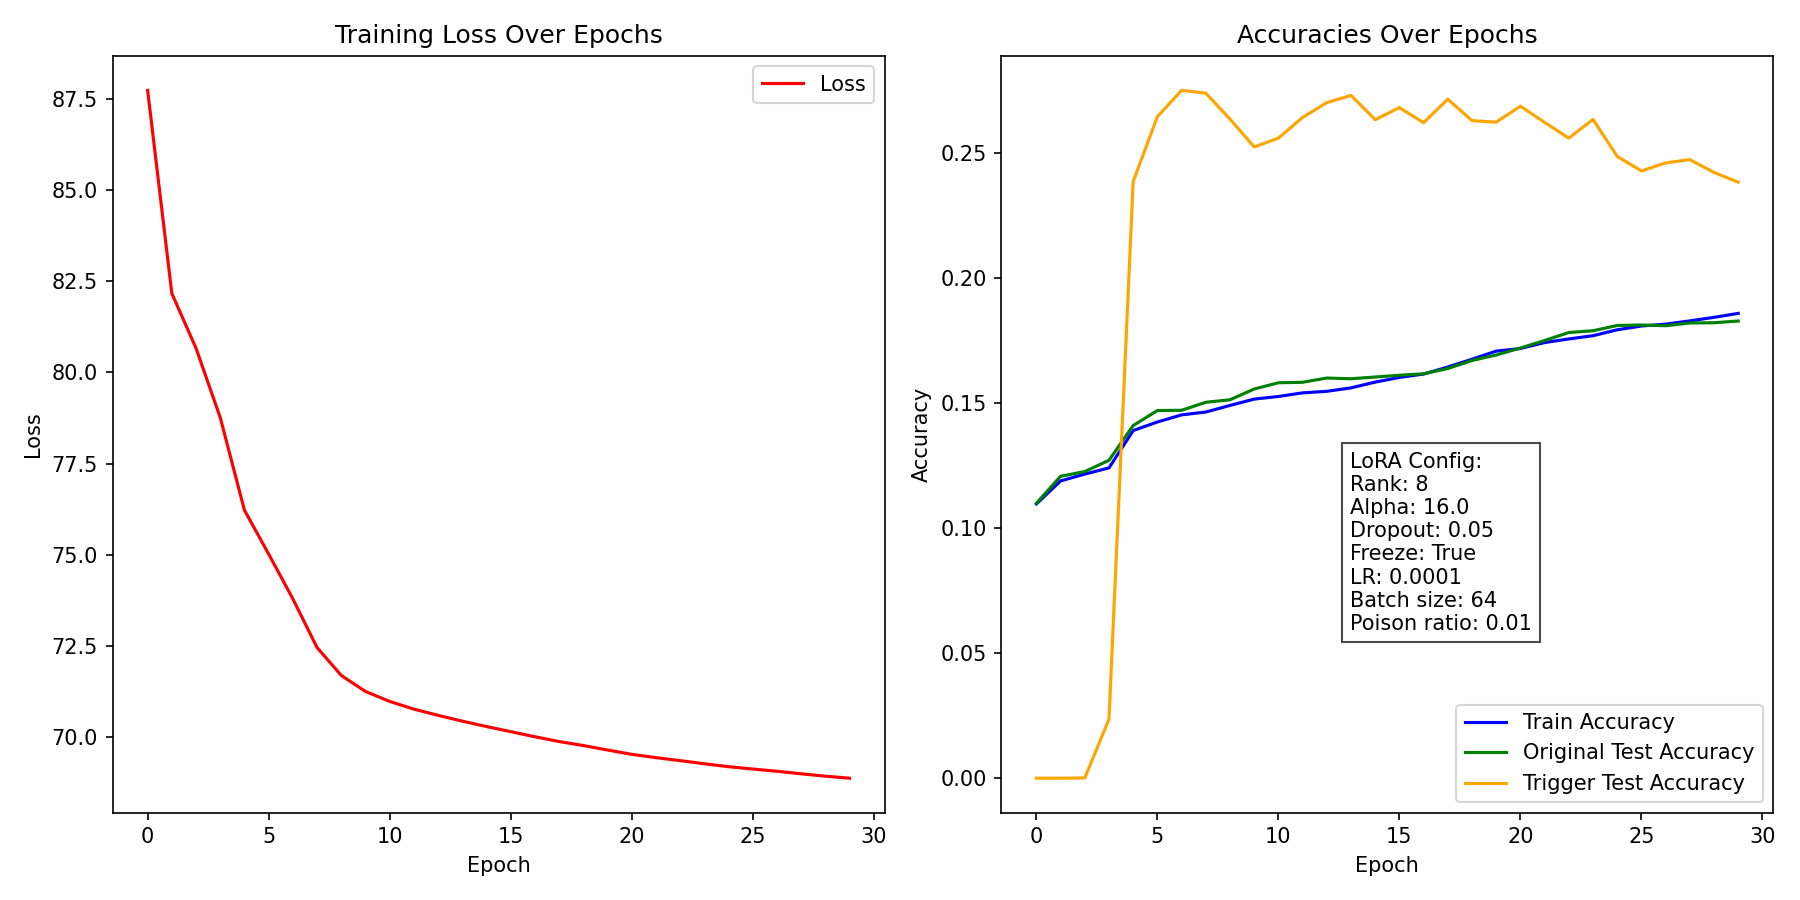 Training Loss Over Epochs
Loss
87.5
85.0
82.5
80.0
77.5
75.0
72.5
70.0
Loss
0
5
10
15
20
25
30
Epoch
Accuracies Over Epochs
0.25
0.20
0.15
0.10
0.05
0.00
Accuracy
LoRA Config:
Rank: 8
Alpha: 16.0
Dropout: 0.05
Freeze: True
LR: 0.0001
Batch size: 64
Poison ratio: 0.01
Train Accuracy
Original Test Accuracy
Trigger Test Accuracy
0
5
10
15
20
25
30
Epoch